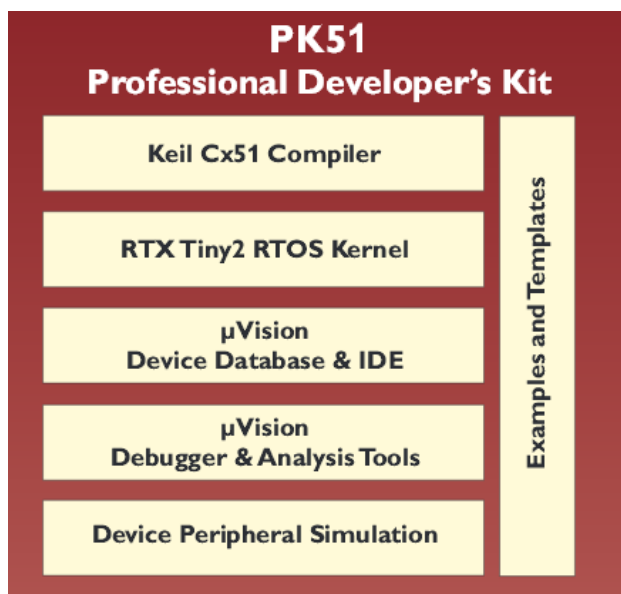 PK51
Professional Developer's Kit
Keil Cx51 Compiler
RTX Tiny2 RTOS Kernel
µVision
Device Database & IDE
µVision
Debugger & Analysis Tools
Device Peripheral Simulation
Examples and Templates